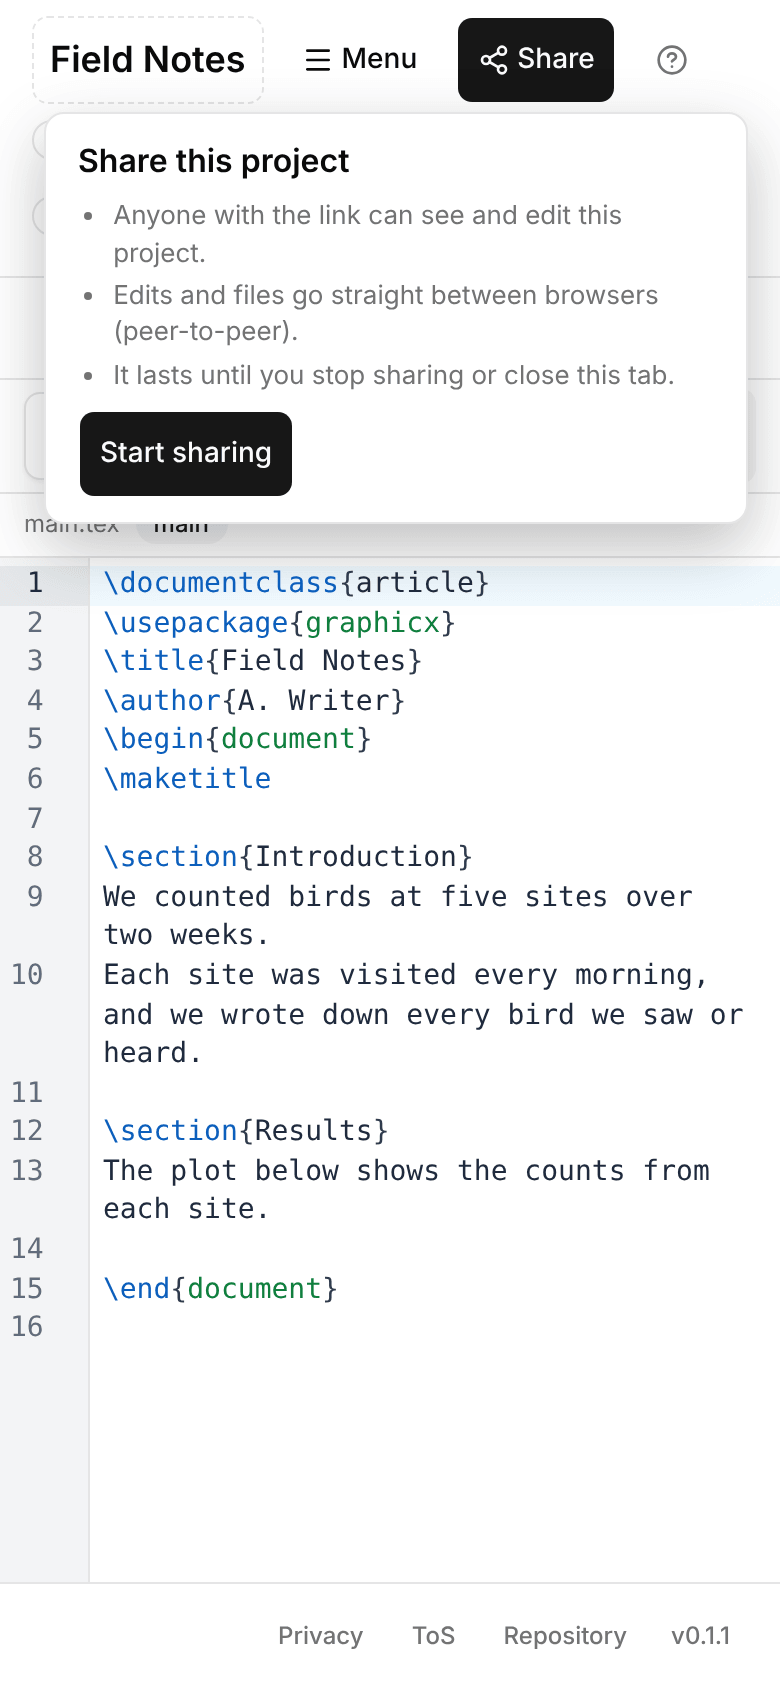 Field Notes
Menu
Share
Share this project
• Anyone with the link can see and edit this
project.
• Edits and files go straight between browsers
(peer-to-peer).
• It lasts until you stop sharing or close this tab.
Start sharing
main.tex main
1 \documentclass{article}
2 \usepackage{graphicx}
3 \title{Field Notes}
4 \author{A. Writer}
5 \begin{document}
6 \maketitle
7
8 \section{Introduction}
9 We counted birds at five sites over
two weeks.
10 Each site was visited every morning,
and we wrote down every bird we saw or
heard.
11
12 \section{Results}
13 The plot below shows the counts from
each site.
14
15 \end{document}
16
Privacy ToS Repository v0.1.1